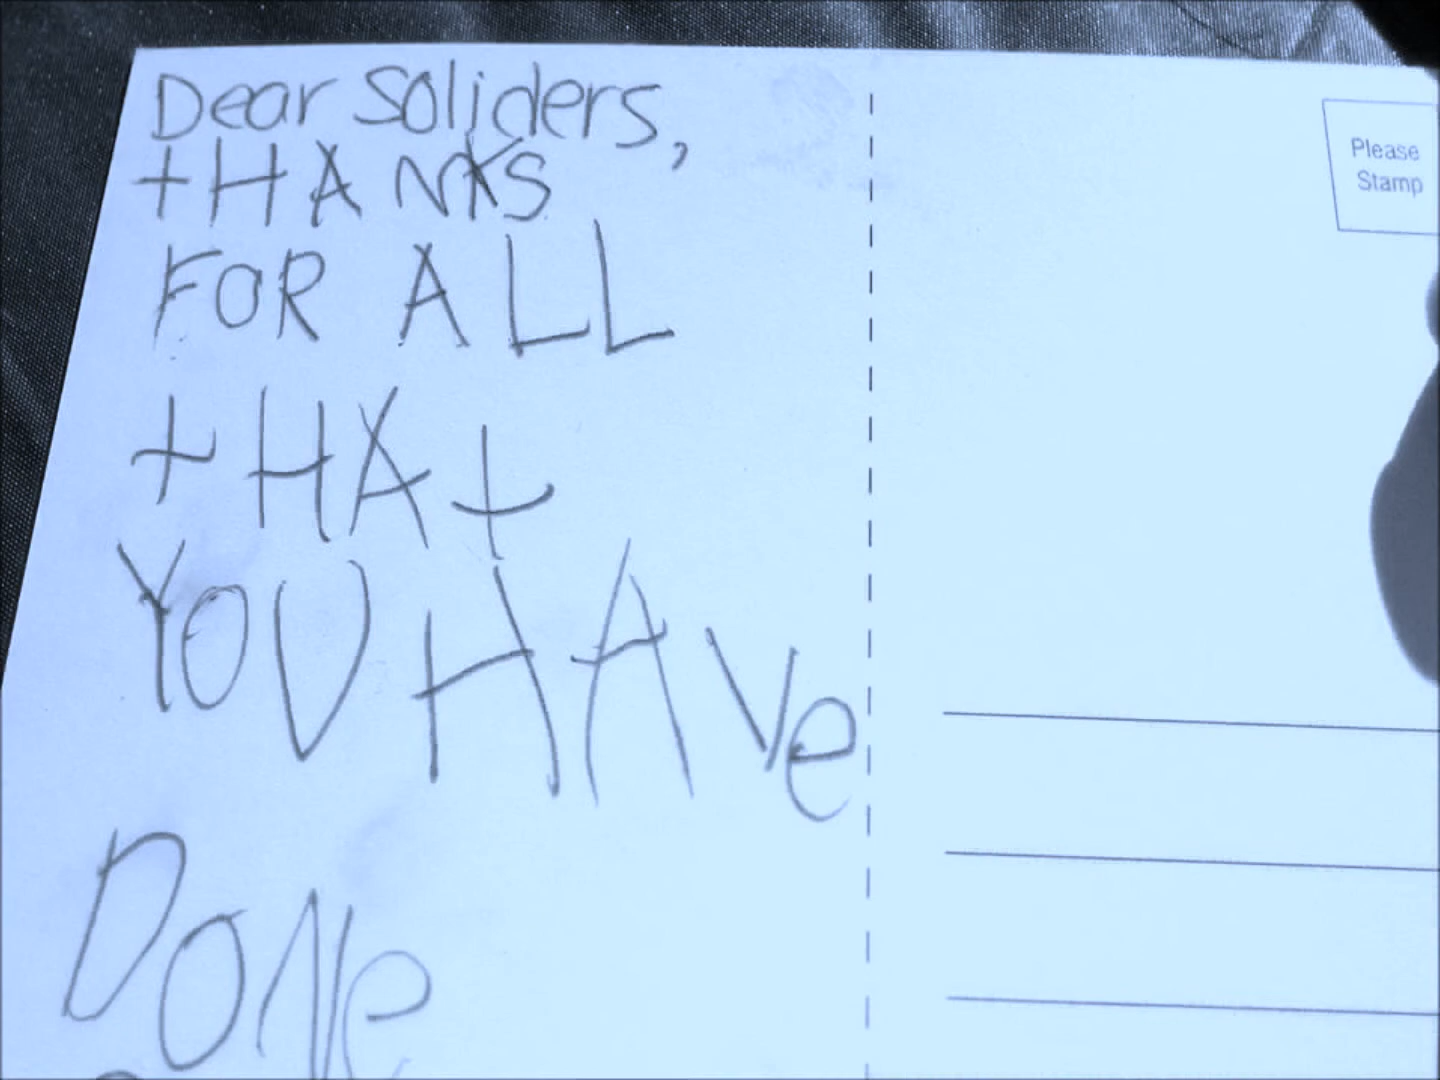 Dear Soliders,
tHANKS
FOR ALL
tHAt
YOU HAVe
DONe
Please
Stamp